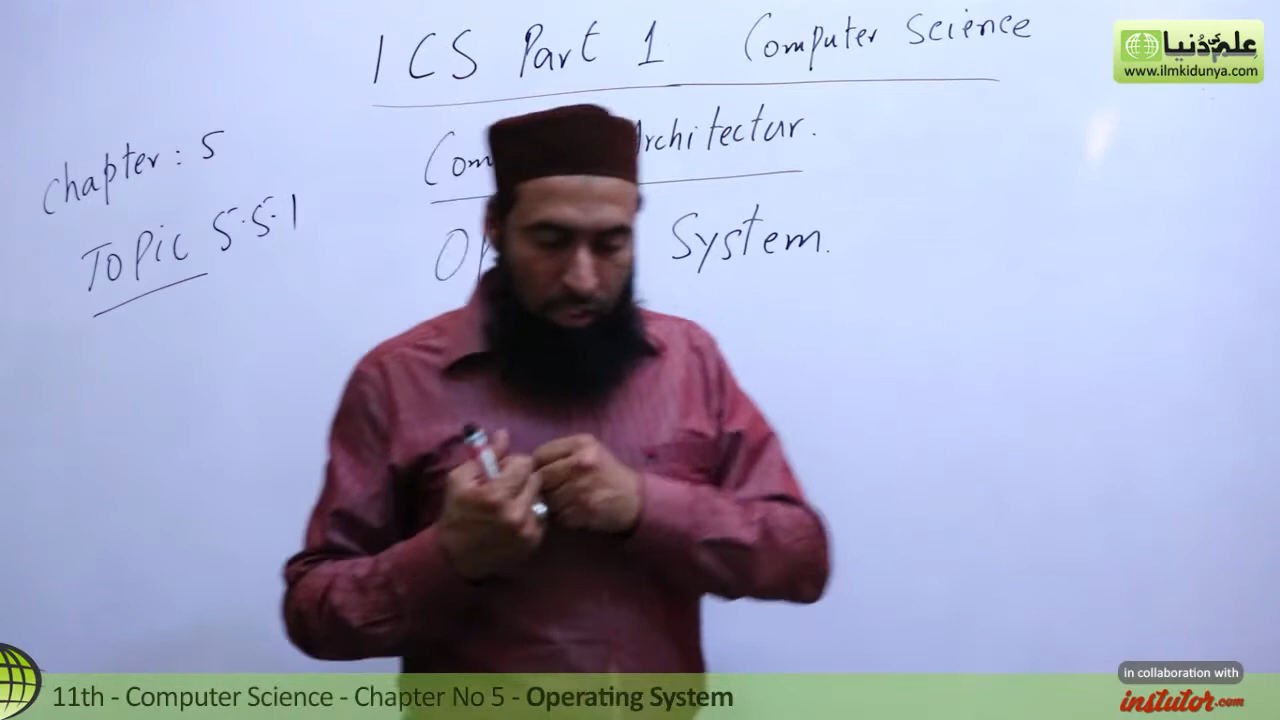 ICS Part 1 Computer Science
علم کی دُنیا
www.ilmkidunya.com
Chapter : 5
Architectur.
Topic 5.5.1
System.
in collaboration with
instutor.com
11th - Computer Science - Chapter No 5 - Operating System